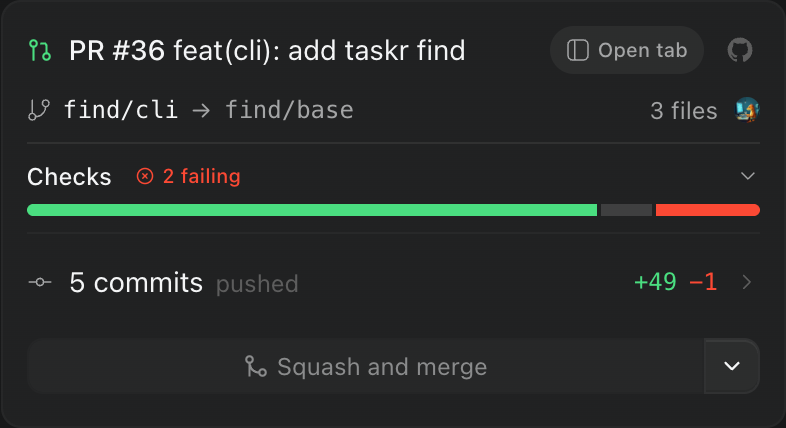 PR #36 feat(cli): add taskr find Open tab
find/cli → find/base 3 files
Checks 2 failing
5 commits pushed +49 −1
Squash and merge